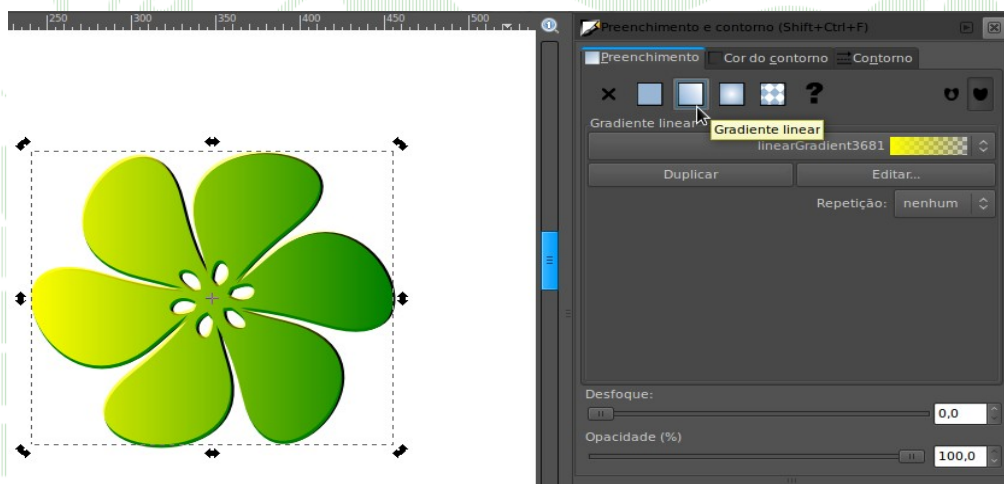 250 300 350 400 450 500
Preenchimento e contorno (Shift+Ctrl+F)
Preenchimento Cor do contorno Contorno
Gradiente linear
Gradiente linear
linearGradient3681
Duplicar Editar...
Repetição: nenhum
Desfoque:
0,0
Opacidade (%)
100,0